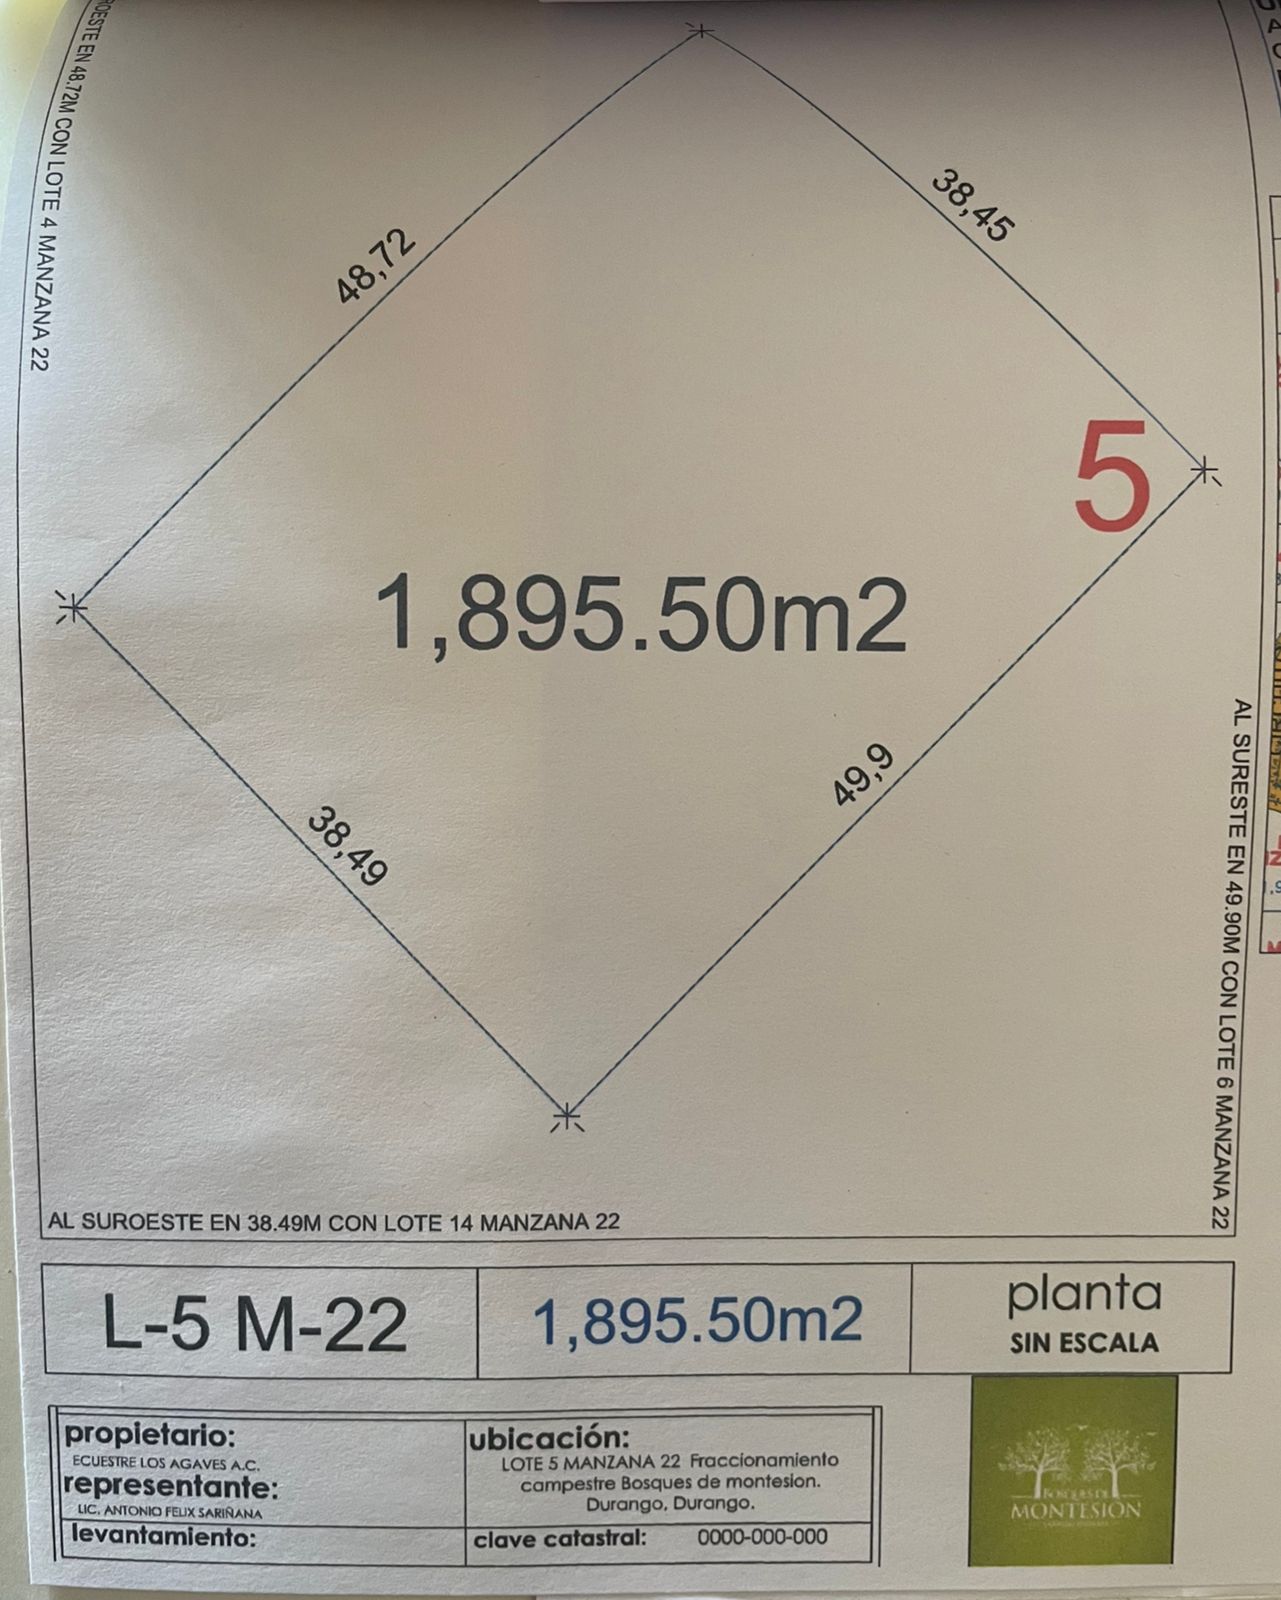 EN 48.72M CON LOTE 4 MANZANA 22
48,72
38,45
5
1,895.50m2
49,9
38,49
AL SURESTE EN 49.90M CON LOTE 6 MANZANA 22
AL SUROESTE EN 38.49M CON LOTE 14 MANZANA 22
L-5 M-22
1,895.50m2
planta
SIN ESCALA
propietario:
ECUESTRE LOS AGAVES A.C.
representante:
LIC. ANTONIO FELIX SARIÑANA
levantamiento:
ubicación:
LOTE 5 MANZANA 22 Fraccionamiento
campestre Bosques de montesion.
Durango, Durango.
clave catastral: 0000-000-000
BOSQUES DE
MONTESION